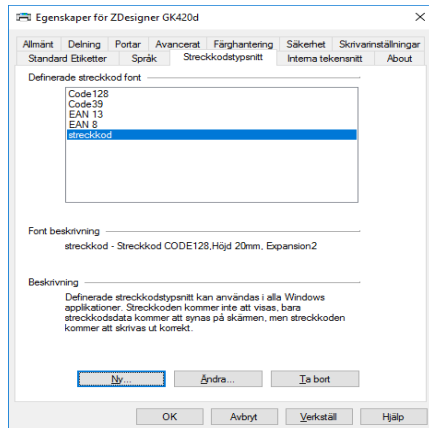 Egenskaper för ZDesigner GK420d
Allmänt Delning Portar Avancerat Färghantering Säkerhet Skrivarinställningar
Standard Etiketter Språk Streckkodstypsnitt Interna tekensnitt About
Definerade streckkod font
Code128
Code39
EAN 13
EAN 8
streckkod
Font beskrivning
streckkod - Streckkod CODE128,Höjd 20mm, Expansion2
Beskrivning
Definerade streckkodstypsnitt kan användas i alla Windows
applikationer. Streckkoden kommer inte att visas, bara
streckkodsdata kommer att synas på skärmen, men streckkoden
kommer att skrivas ut korrekt.
Ny... Ändra... Ta bort
OK Avbryt Verkställ Hjälp